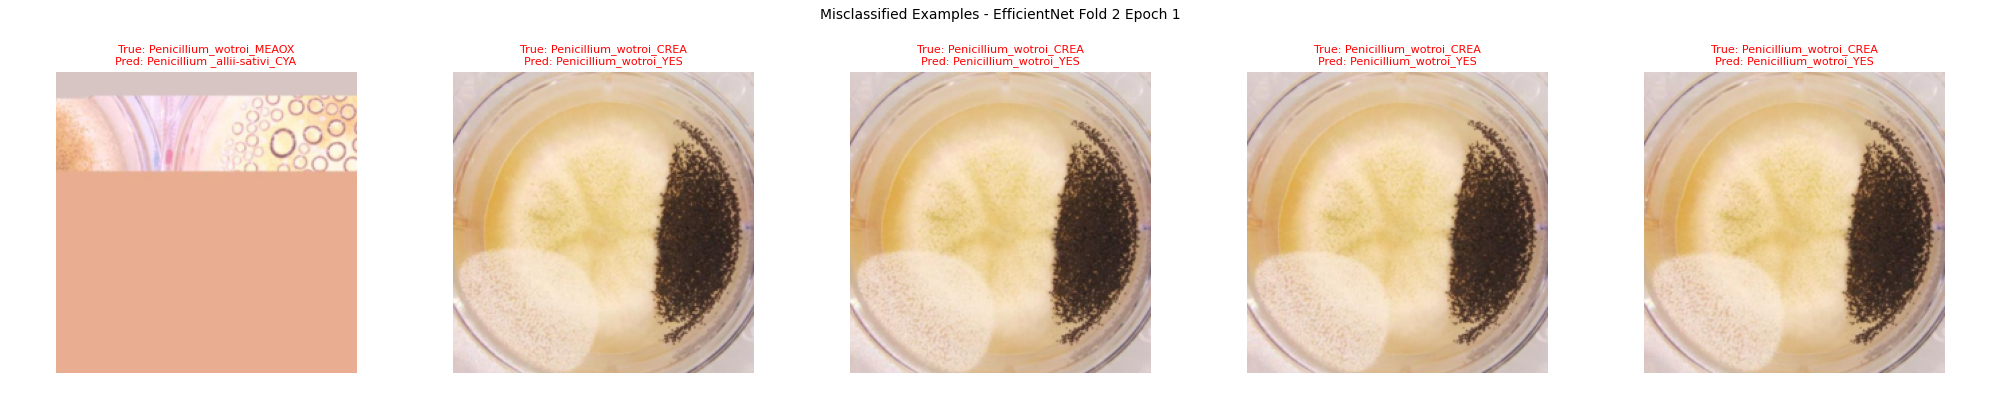 Misclassified Examples - EfficientNet Fold 2 Epoch 1
True: Penicillium_wotroi_MEAOX
Pred: Penicillium _allii-sativi_CYA
True: Penicillium_wotroi_CREA
Pred: Penicillium_wotroi_YES
True: Penicillium_wotroi_CREA
Pred: Penicillium_wotroi_YES
True: Penicillium_wotroi_CREA
Pred: Penicillium_wotroi_YES
True: Penicillium_wotroi_CREA
Pred: Penicillium_wotroi_YES